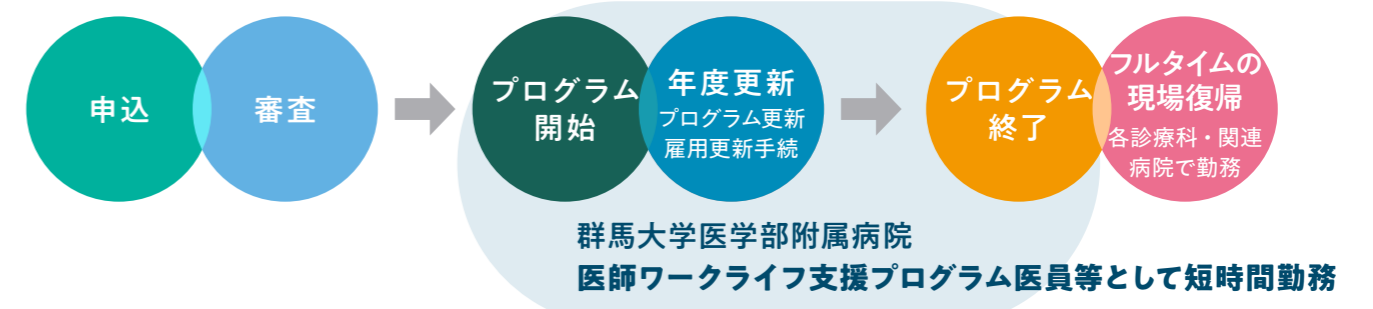 申込
審査
プログラム
開始
年度更新
プログラム更新
雇用更新手続
プログラム
終了
フルタイムの
現場復帰
各診療科・関連
病院で勤務
群馬大学医学部附属病院
医師ワークライフ支援プログラム医員等として短時間勤務